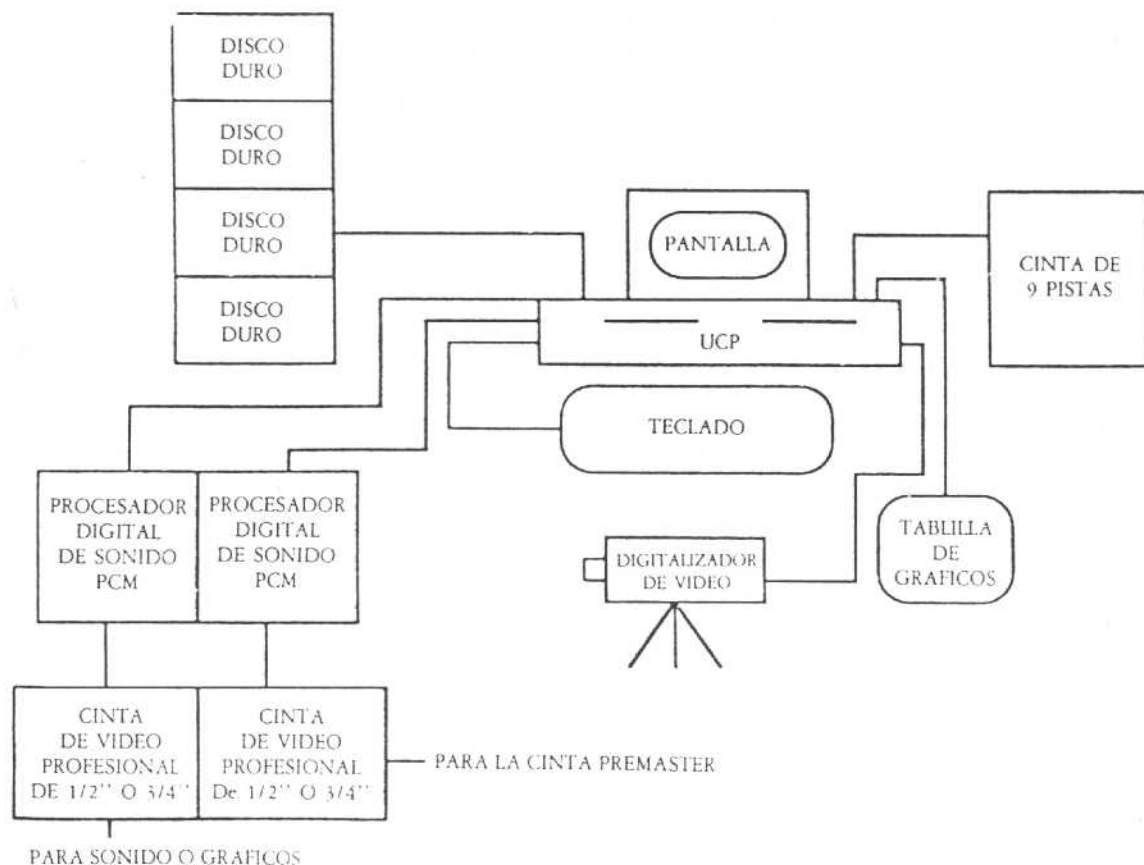 DISCO
DURO
DISCO
DURO
DISCO
DURO
DISCO
DURO
PANTALLA
UCP
CINTA DE
9 PISTAS
TECLADO
PROCESADOR
DIGITAL
DE SONIDO
PCM
PROCESADOR
DIGITAL
DE SONIDO
PCM
DIGITALIZADOR
DE VIDEO
TABLILLA
DE
GRAFICOS
CINTA
DE VIDEO
PROFESIONAL
DE 1/2'' O 3/4''
CINTA
DE VIDEO
PROFESIONAL
De 1/2'' O 3/4''
PARA LA CINTA PREMASTER
PARA SONIDO O GRAFICOS